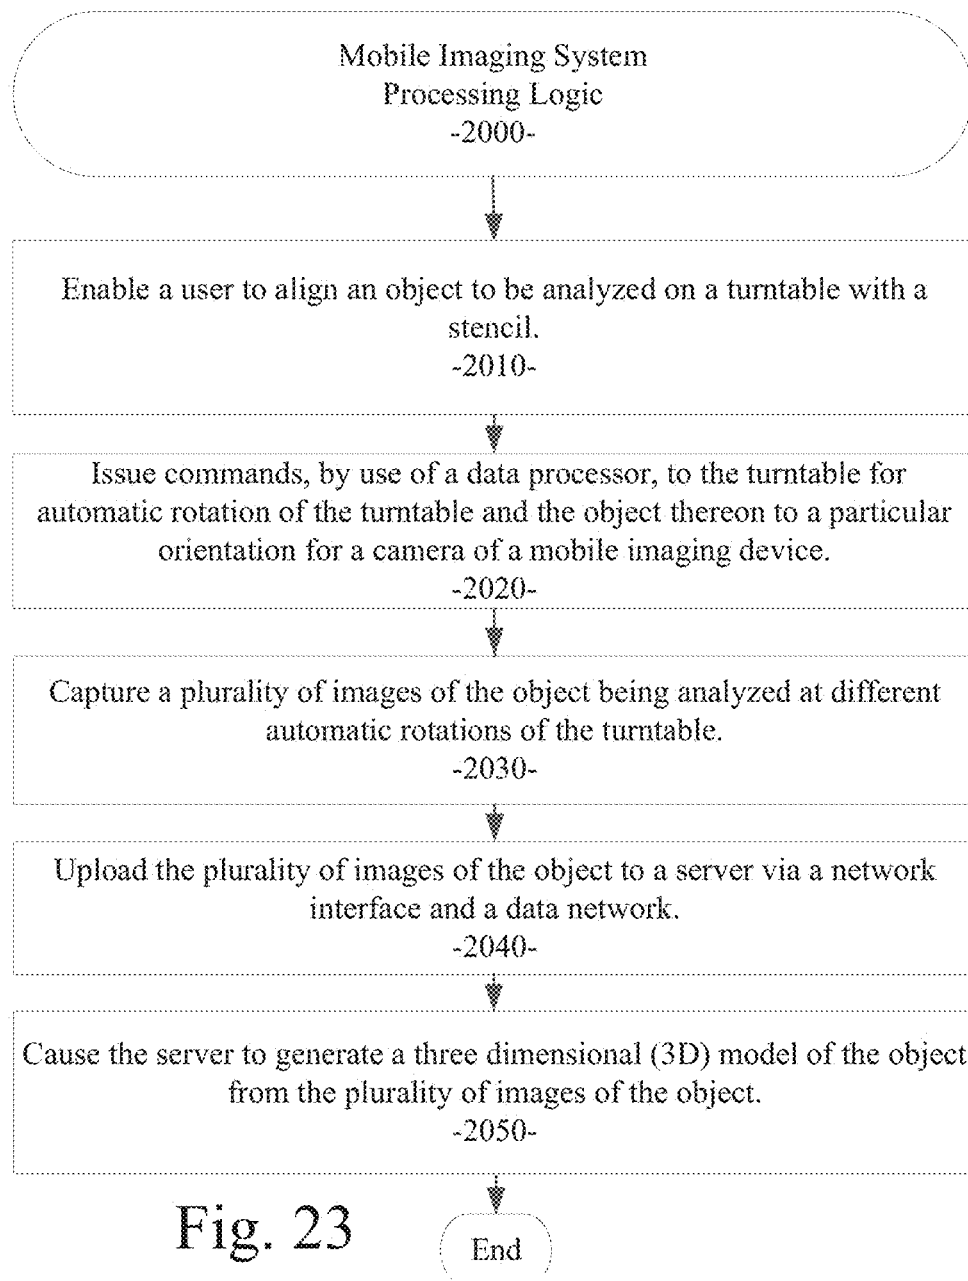 Mobile Imaging System
Processing Logic
-2000-
Enable a user to align an object to be analyzed on a turntable with a
stencil.
-2010-
Issue commands, by use of a data processor, to the turntable for
automatic rotation of the turntable and the object thereon to a particular
orientation for a camera of a mobile imaging device.
-2020-
Capture a plurality of images of the object being analyzed at different
automatic rotations of the turntable.
-2030-
Upload the plurality of images of the object to a server via a network
interface and a data network.
-2040-
Cause the server to generate a three dimensional (3D) model of the object
from the plurality of images of the object.
-2050-
Fig. 23
End